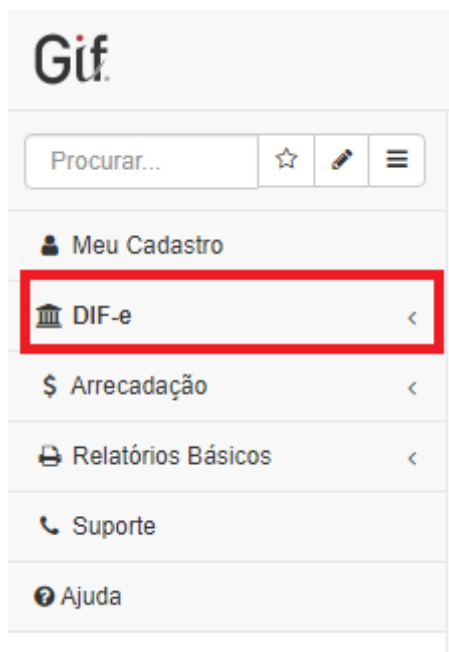 Gif.
Procurar...
Meu Cadastro
DIF-e
$ Arrecadação
Relatórios Básicos
Suporte
Ajuda